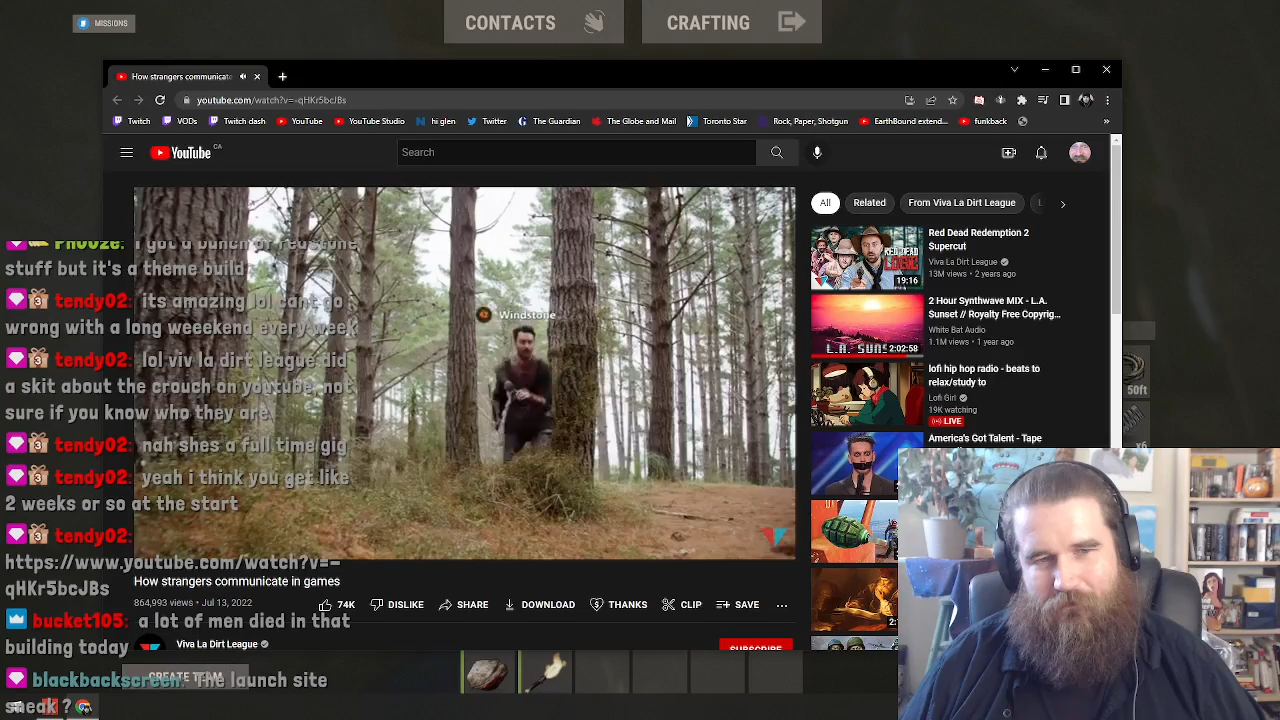 MISSIONS
CONTACTS
CRAFTING
How strangers communicate
youtube.com/watch?v=-qHKr5bcJBs
Twitch
VODs
Twitch dash
YouTube
YouTube Studio
hi glen
Twitter
The Guardian
The Globe and Mail
Toronto Star
Rock, Paper, Shotgun
EarthBound extend...
funkback
»
YouTube CA
Search
All
Related
From Viva La Dirt League
Windstone
Red Dead Redemption 2
Supercut
Viva La Dirt League
13M views • 2 years ago
19:16
2 Hour Synthwave MIX - L.A.
Sunset // Royalty Free Copyrig...
White Bat Audio
1.1M views • 1 year ago
2:02:58
lofi hip hop radio - beats to
relax/study to
Lofi Girl
19K watching
LIVE
America's Got Talent - Tape
50ft
x6
Phooze: I got a bunch of redstone
stuff but it's a theme build
tendy02: its amazing lol cant go
wrong with a long weeekend every week
tendy02: lol viv la dirt league did
a skit about the crouch on youtube, not
sure if you know who they are
tendy02: nah shes a full time gig
tendy02: yeah i think you get like
2 weeks or so at the start
tendy02:
https://www.youtube.com/watch?v=-
qHKr5bcJBs
bucket105: a lot of men died in that
building today
blackbackscreen: The launch site
sneak ?
How strangers communicate in games
864,993 views • Jul 13, 2022
74K
DISLIKE
SHARE
DOWNLOAD
THANKS
CLIP
SAVE
Viva La Dirt League
SUBSCRIBE
CREATE TEAM